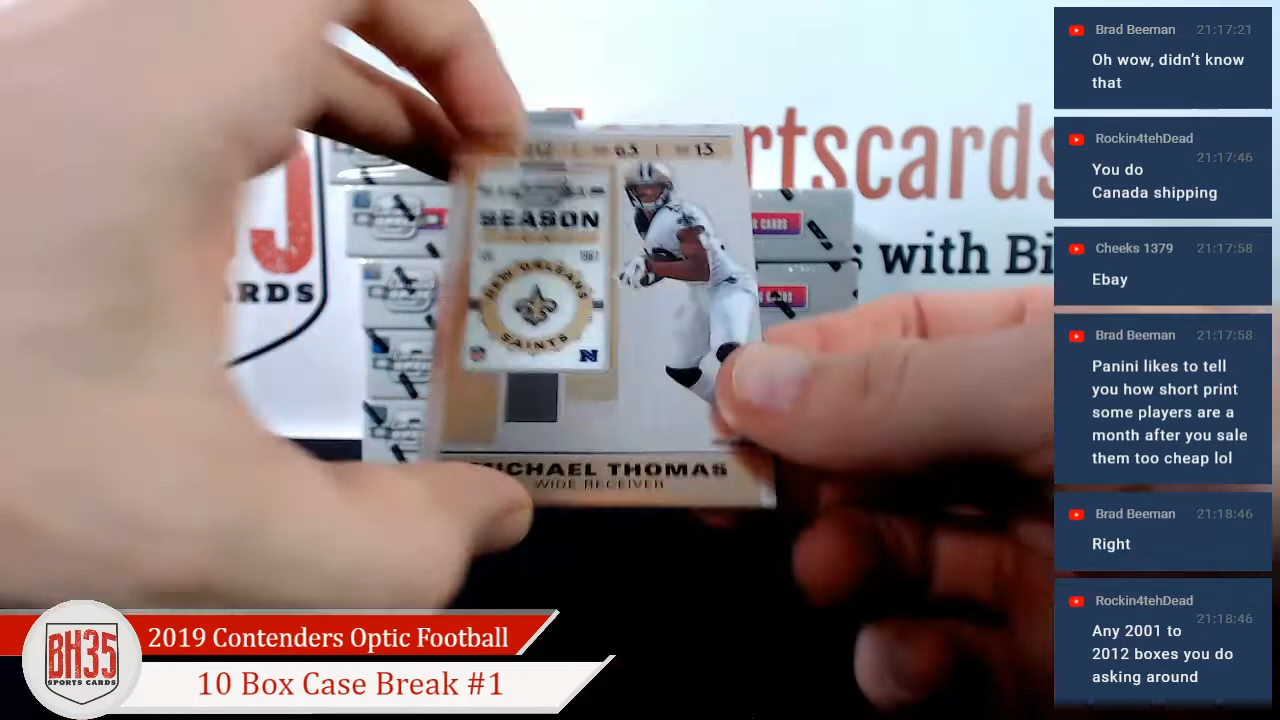 Brad Beeman 21:17:21
Oh wow, didn't know
that
Rockin4tehDead
21:17:46
You do
Canada shipping
Cheeks 1379 21:17:58
Ebay
Brad Beeman 21:17:58
Panini likes to tell
you how short print
some players are a
month after you sale
them too cheap lol
Brad Beeman 21:18:46
Right
Rockin4tehDead
21:18:46
Any 2001 to
2012 boxes you do
asking around
rtscards
with Bi
J
ARDS
63 | 13
SEASON
NEW ORLEANS
SAINTS
N
MICHAEL THOMAS
WIDE RECEIVER
CARDS
CARDS
BH35
SPORTS CARDS
2019 Contenders Optic Football
10 Box Case Break #1